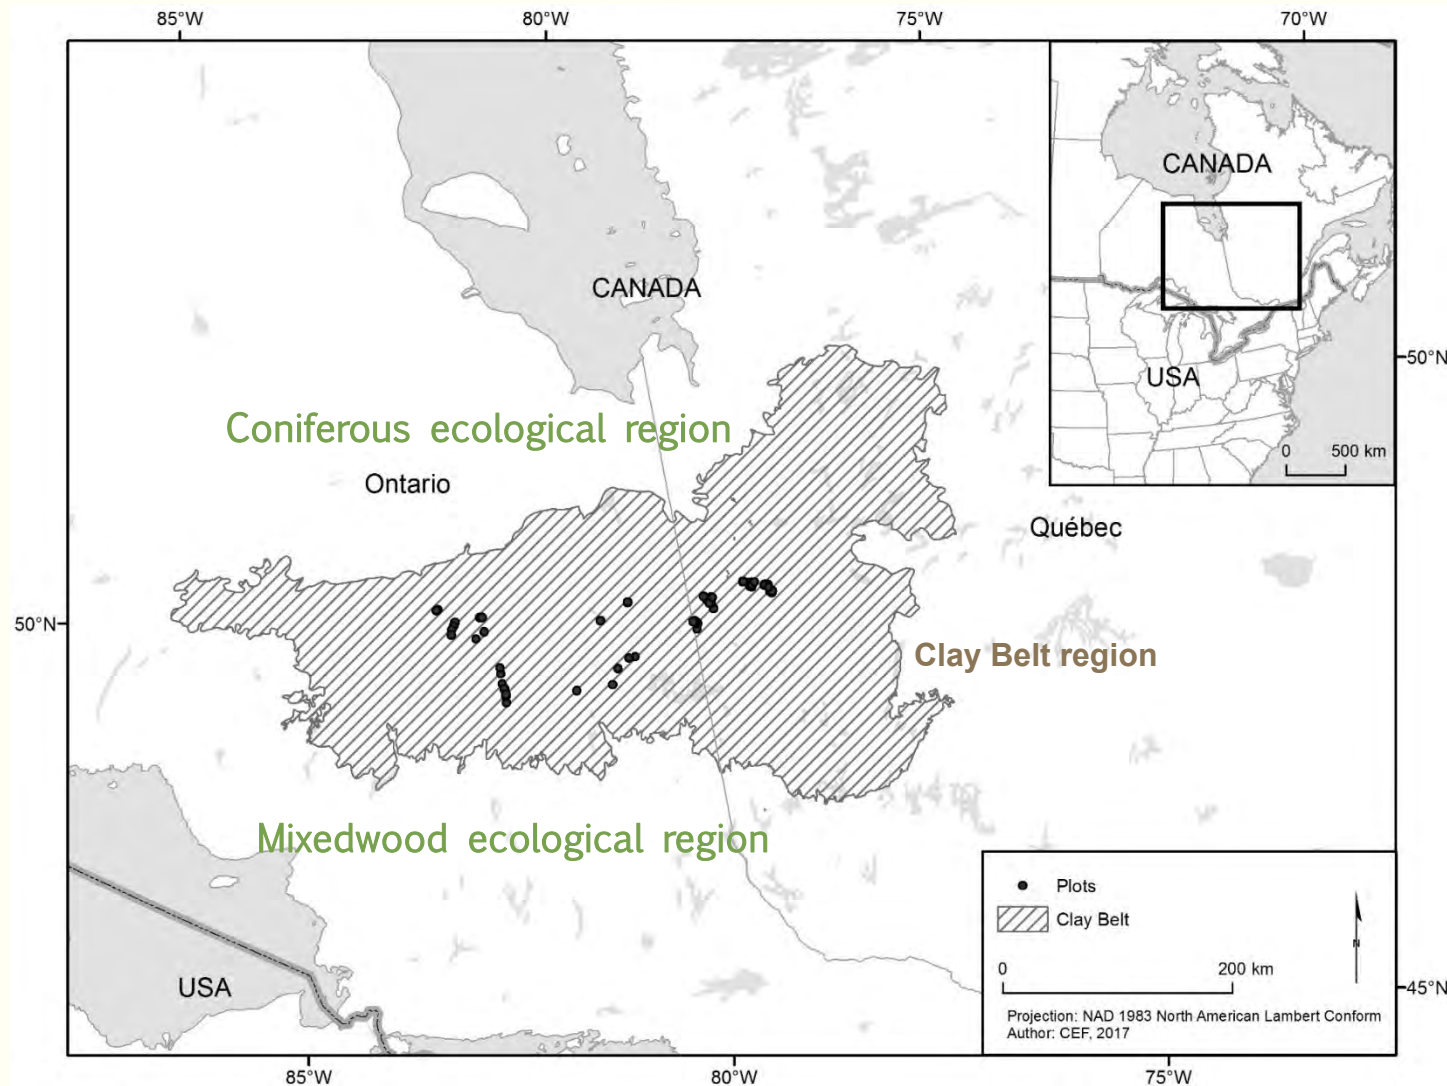 85°W
80°W
75°W
70°W
CANADA
CANADA
50°N
USA
Coniferous ecological region
0
500 km
Ontario
Québec
50°N
Clay Belt region
Mixedwood ecological region
Plots
Clay Belt
N
0
200 km
USA
45°N
Projection: NAD 1983 North American Lambert Conform
Author: CEF, 2017
85°W
80°W
75°W